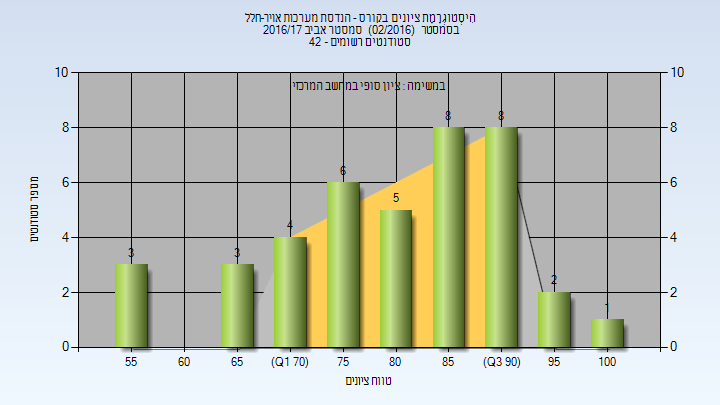 היסטוגרמת ציונים בקורס - הנדסת מערכות אויר-חלל
בסמסטר (02/2016) סמסטר אביב 2016/17
סטודנטים רשומים - 42
במשימה : ציון סופי במחשב המרכזי
10 10
8 8
6 6
4 4
2 2
0 0
3 3 4 6 5 8 8 2 1
מספר סטודנטים
55 60 65 (Q1 70) 75 80 85 (Q3 90) 95 100
טווח ציונים